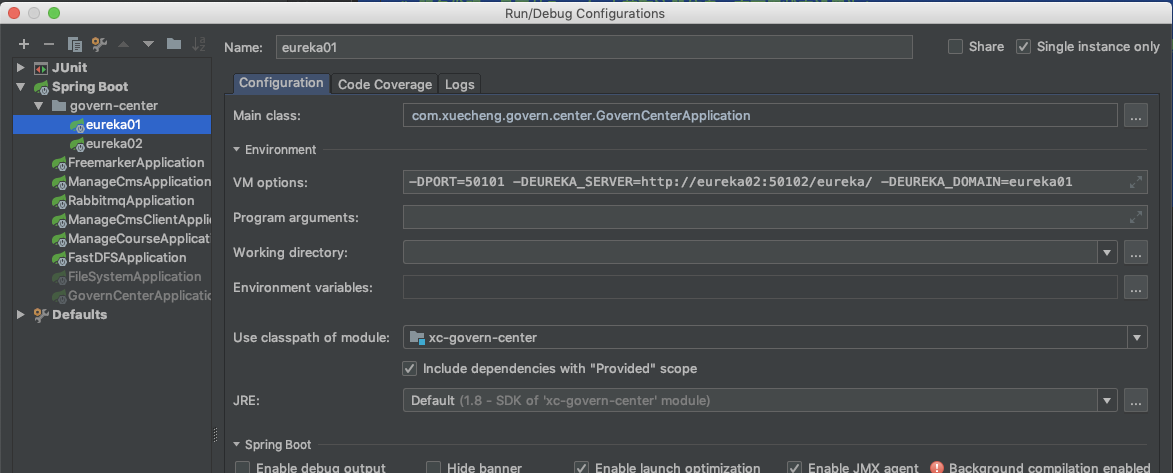 Run/Debug Configurations
Name: eureka01 Share Single instance only
JUnit
Spring Boot
govern-center
eureka01
eureka02
FreemarkerApplication
ManageCmsApplication
RabbitmqApplication
ManageCmsClientApplic
ManageCourseApplicati
FastDFSApplication
FileSystemApplication
GovernCenterApplicatio
Defaults
Configuration Code Coverage Logs
Main class: com.xuecheng.govern.center.GovernCenterApplication ...
Environment
VM options: -DPORT=50101 -DEUREKA_SERVER=http://eureka02:50102/eureka/ -DEUREKA_DOMAIN=eureka01
Program arguments:
Working directory: ...
Environment variables: ...
Use classpath of module: xc-govern-center
Include dependencies with "Provided" scope
JRE: Default (1.8 - SDK of 'xc-govern-center' module) ...
Spring Boot
Enable debug output Hide banner Enable launch optimization Enable JMX agent Background compilation enabled